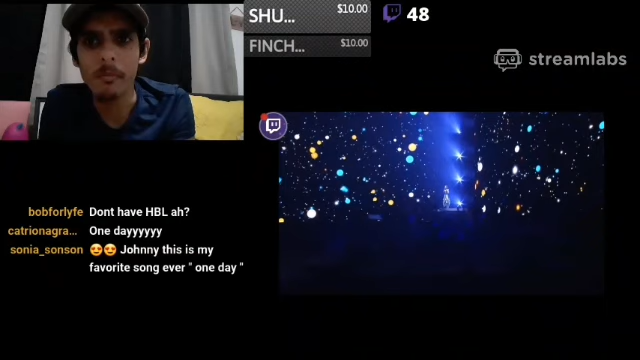 SHU... $10.00
FINCH... $10.00
48
streamlabs
bobforlyfe Dont have HBL ah?
catrionagra... One dayyyyyy
sonia_sonson 😍😍 Johnny this is my
favorite song ever " one day "